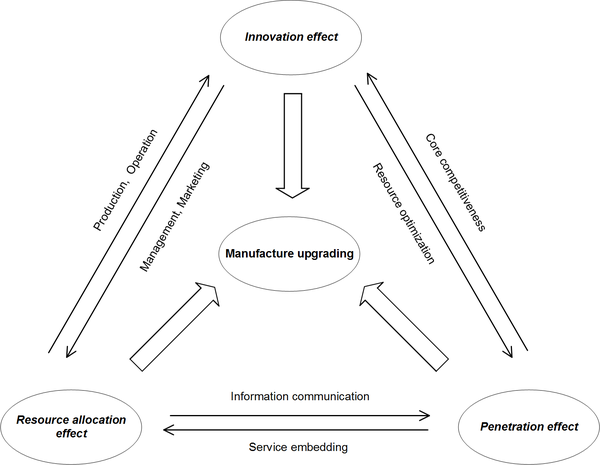 Innovation effect
Production, Operation
Management, Marketing
Core competitiveness
Resource optimization
Manufacture upgrading
Resource allocation
effect
Information communication
Service embedding
Penetration effect